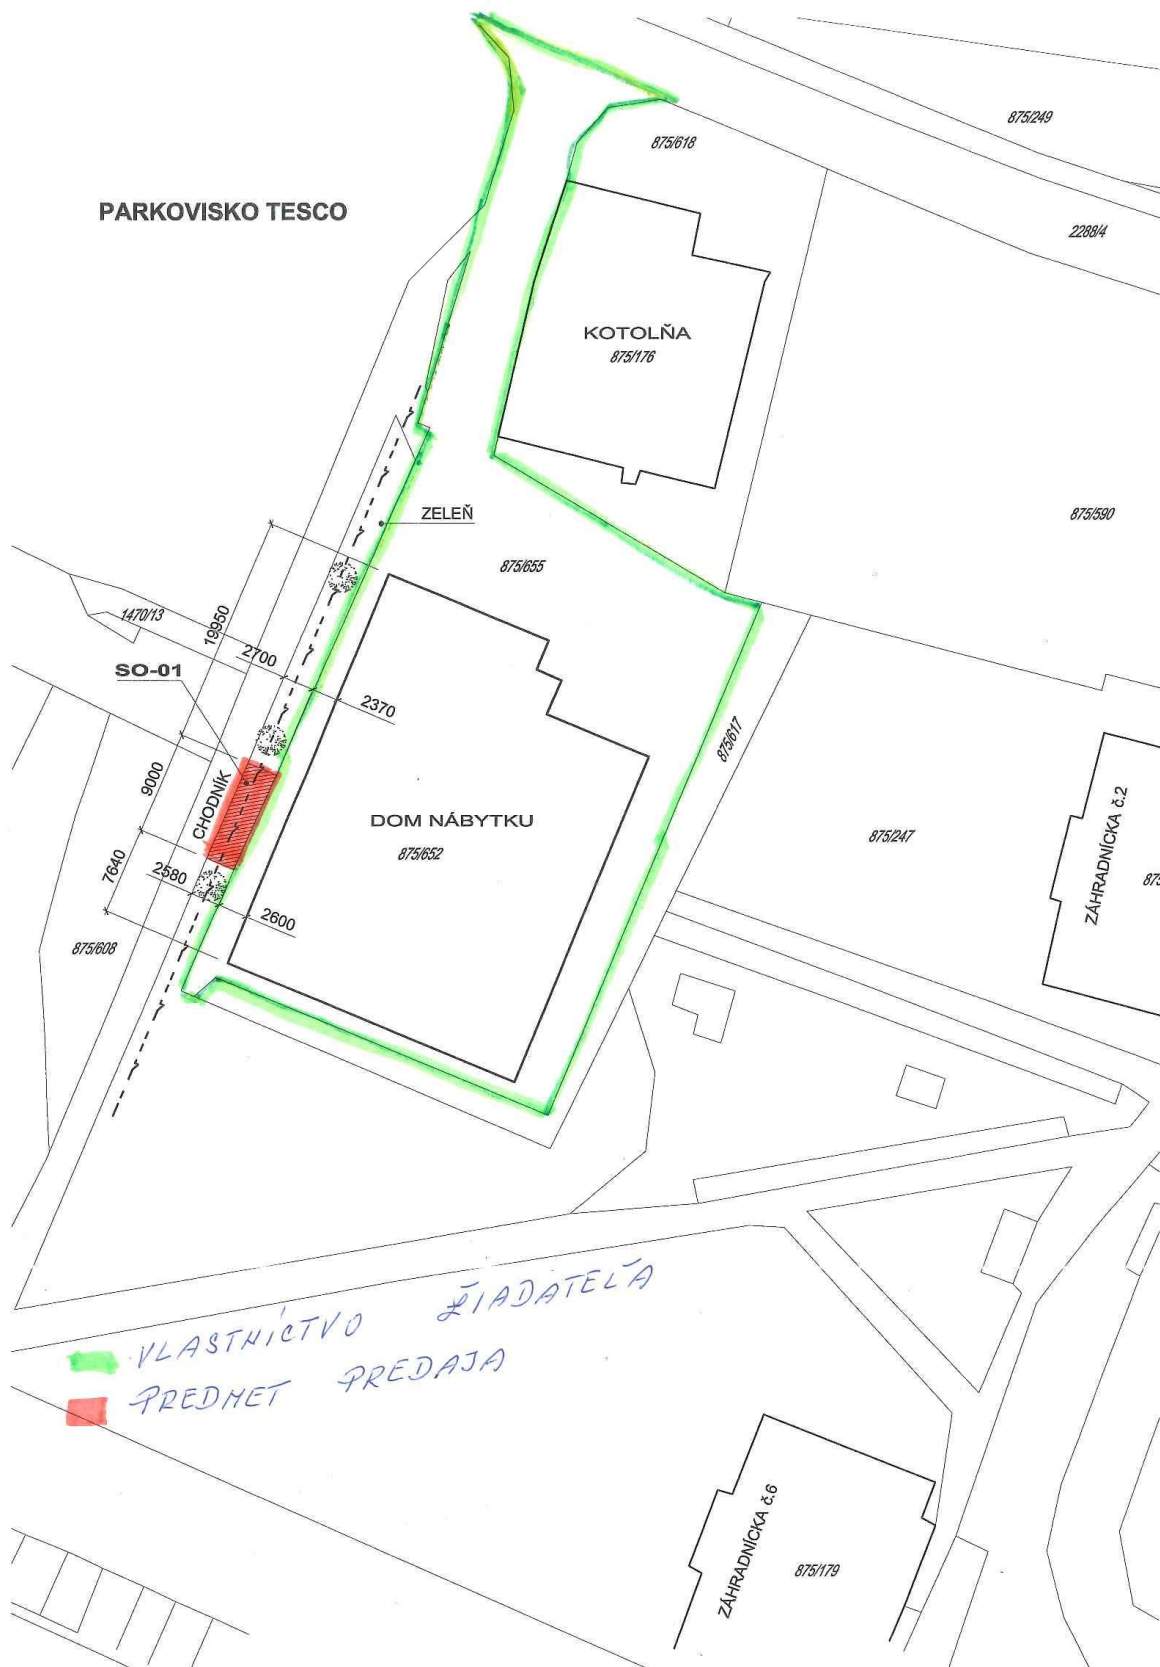 875/249
875/618
PARKOVISKO TESCO
2288/4
KOTOLŇA
875/176
ZELEŇ
875/590
875/655
1470/13
19950
2700
SO-01
2370
875/617
9000
CHODNÍK
DOM NÁBYTKU
875/652
875/247
ZÁHRADNÍCKA č.2
875
7640
2580
2600
875/608
VLASTNÍCTVO ŽIADATEĽA
PREDMET PREDAJA
ZÁHRADNÍCKA č.6
875/179